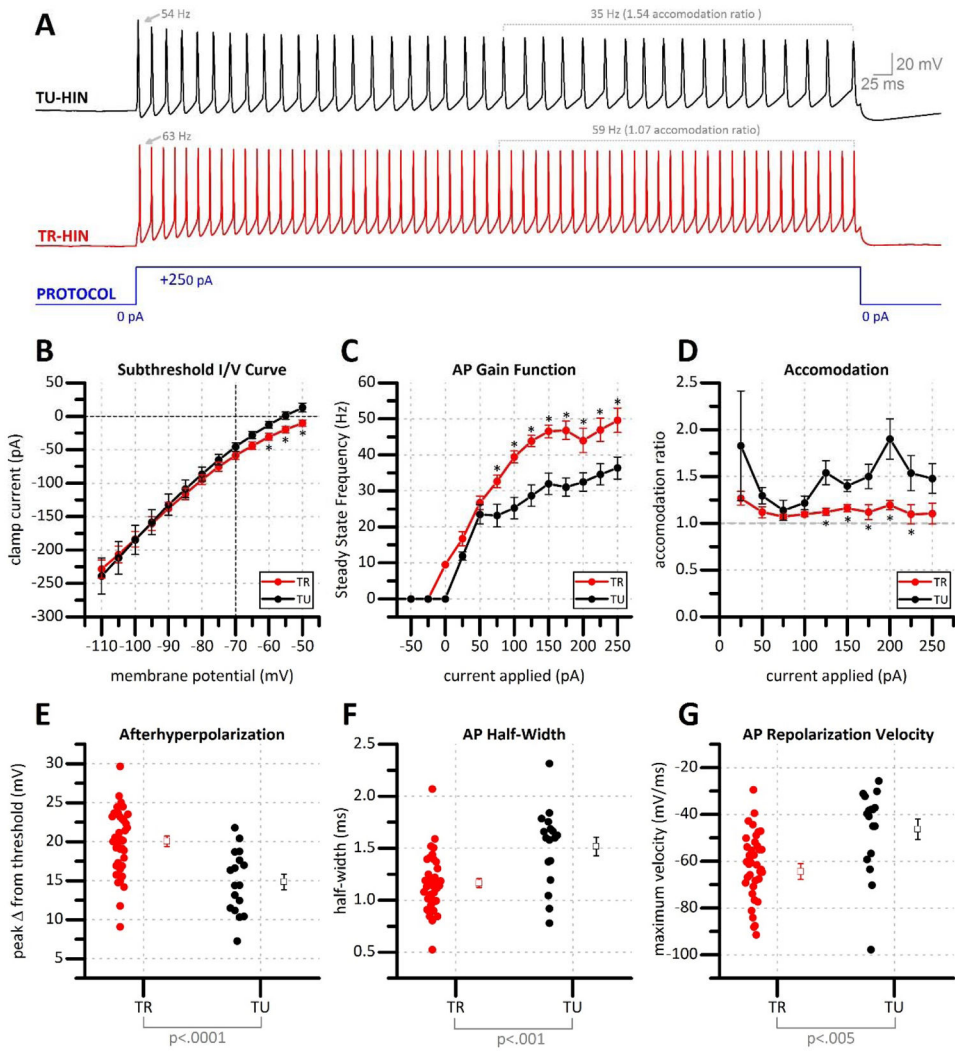 A
54 Hz
35 Hz (1.54 accomodation ratio )
20 mV
25 ms
TU-HIN
63 Hz
59 Hz (1.07 accomodation ratio)
TR-HIN
+250 pA
PROTOCOL
0 pA
0 pA
B
Subthreshold I/V Curve
clamp current (pA)
50
0
-50
-100
-150
-200
-250
-300
* * *
TR
TU
-110 -100 -90 -80 -70 -60 -50
membrane potential (mV)
C
AP Gain Function
Steady State Frequency (Hz)
60
50
40
30
20
10
0
* * * * * * * *
TR
TU
-50 0 50 100 150 200 250
current applied (pA)
D
Accomodation
accomodation ratio
2.5
2.0
1.5
1.0
0.5
0.0
* * * * *
TR
TU
0 50 100 150 200 250
current applied (pA)
E
Afterhyperpolarization
peak Δ from threshold (mV)
30
25
20
15
10
5
TR TU
p<.0001
F
AP Half-Width
half-width (ms)
2.5
2.0
1.5
1.0
0.5
TR TU
p<.001
G
AP Repolarization Velocity
maximum velocity (mV/ms)
-20
-40
-60
-80
-100
TR TU
p<.005